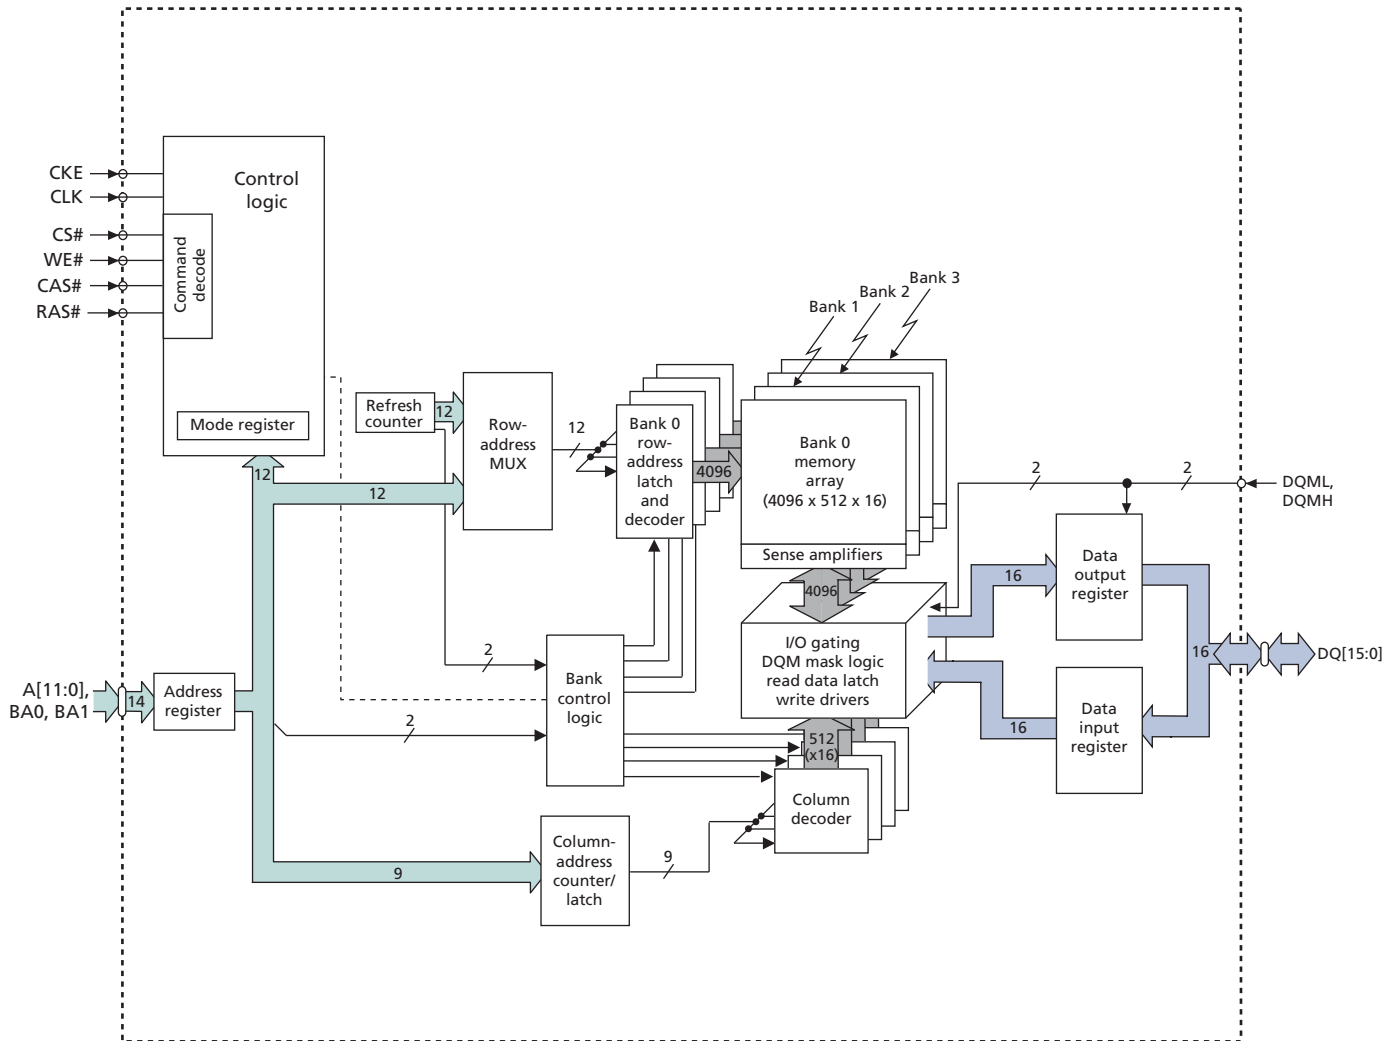 CKE
CLK
CS#
WE#
CAS#
RAS#
Control
logic
Command
decode
Mode register
Bank 3
Bank 2
Bank 1
Refresh
counter
12
Row-
address
MUX
12
Bank 0
row-
address
latch
and
decoder
4096
Bank 0
memory
array
(4096 x 512 x 16)
Sense amplifiers
12
12
2
2
DQML,
DQMH
4096
16
Data
output
register
I/O gating
DQM mask logic
read data latch
write drivers
16
DQ[15:0]
2
Bank
control
logic
A[11:0],
BA0, BA1
14
Address
register
2
16
Data
input
register
512
(x16)
Column
decoder
Column-
address
counter/
latch
9
9